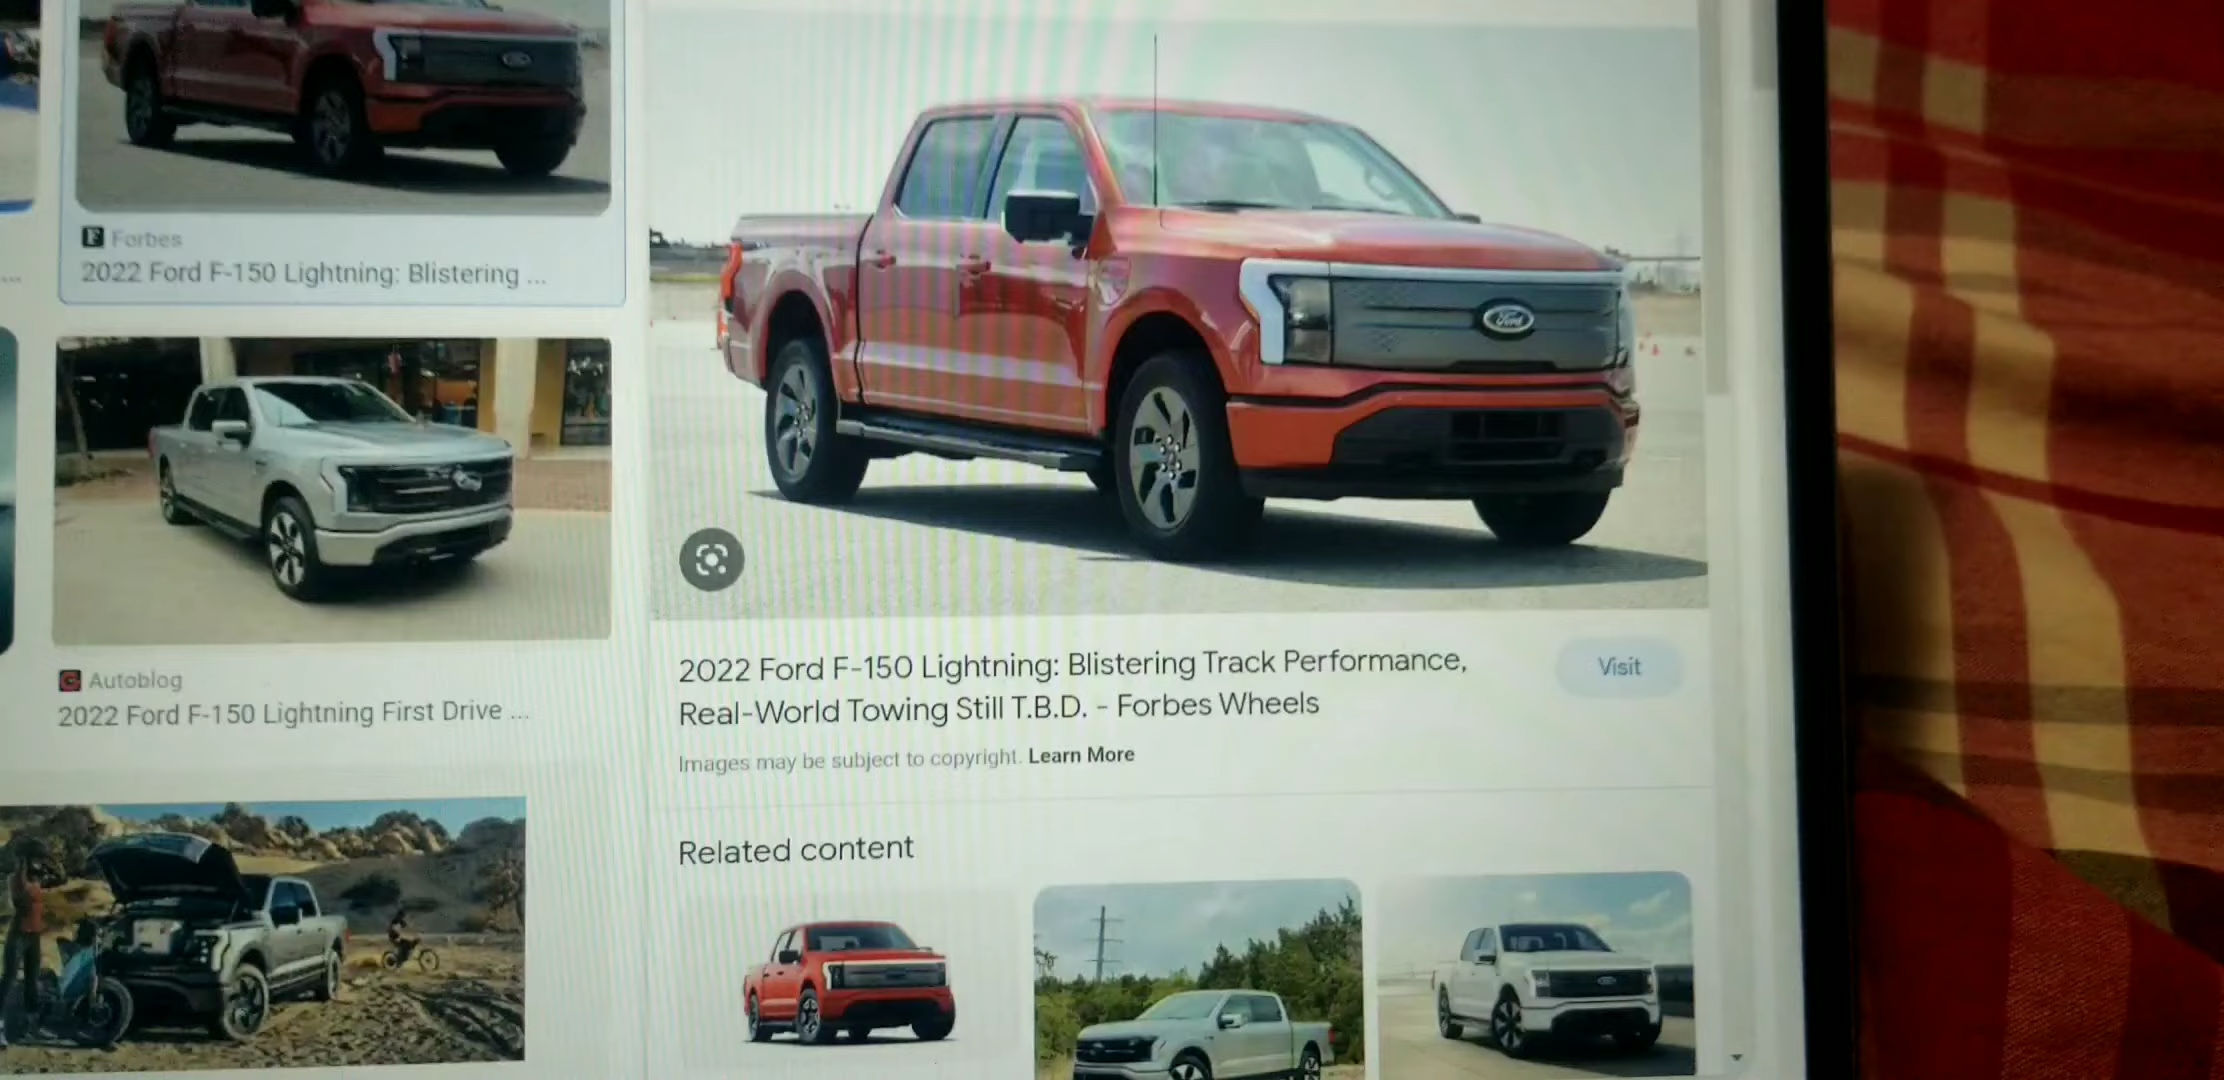 Forbes
2022 Ford F-150 Lightning: Blistering ...
Autoblog
2022 Ford F-150 Lightning First Drive ...
Ford
2022 Ford F-150 Lightning: Blistering Track Performance,
Real-World Towing Still T.B.D. - Forbes Wheels
Visit
Images may be subject to copyright. Learn More
Related content